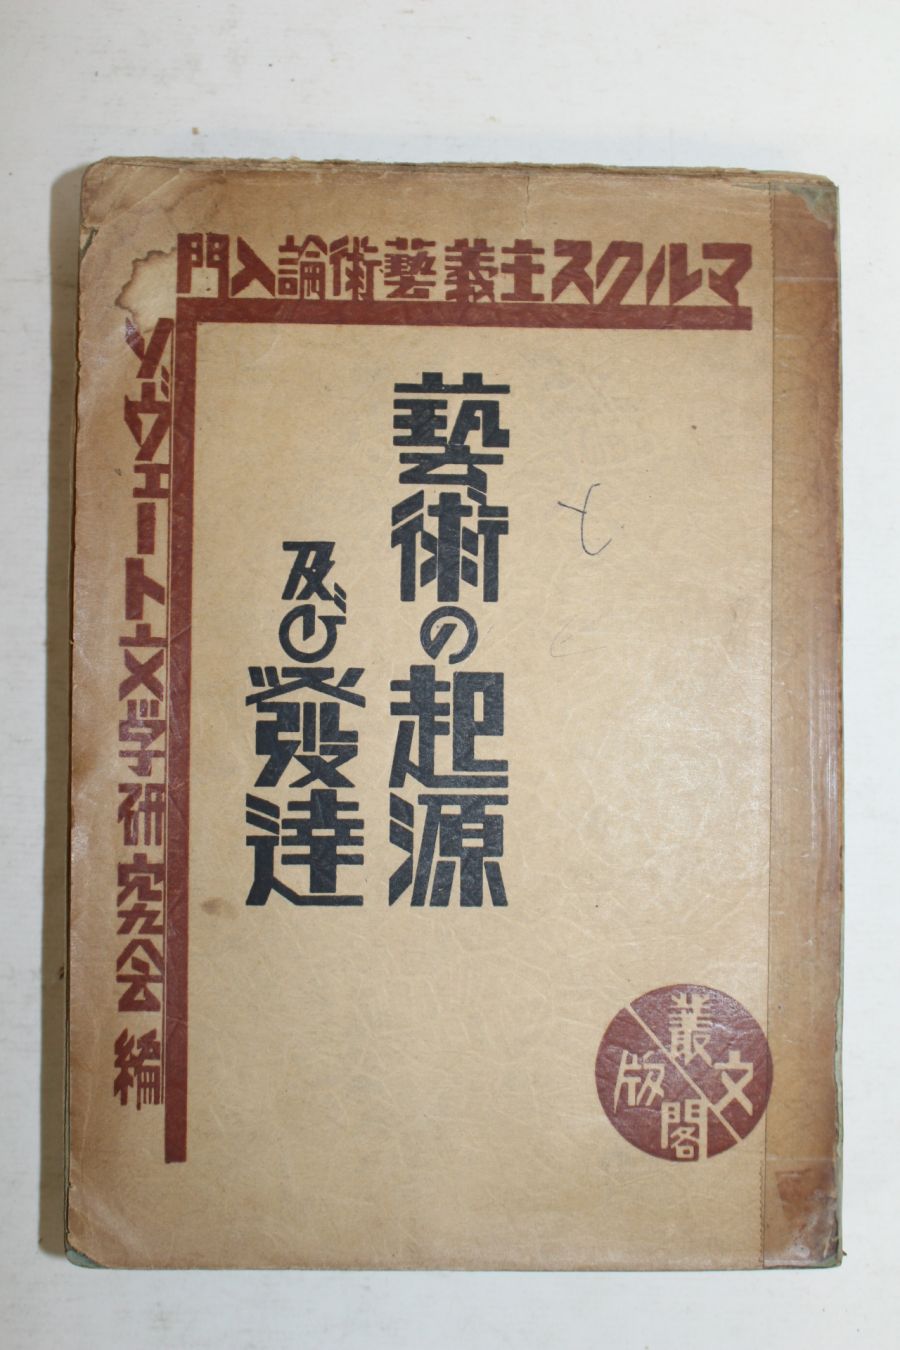 マルクス主義藝術論入門
藝術の起源
及び發達
ソヴェート文学研究会 編
叢文閣版